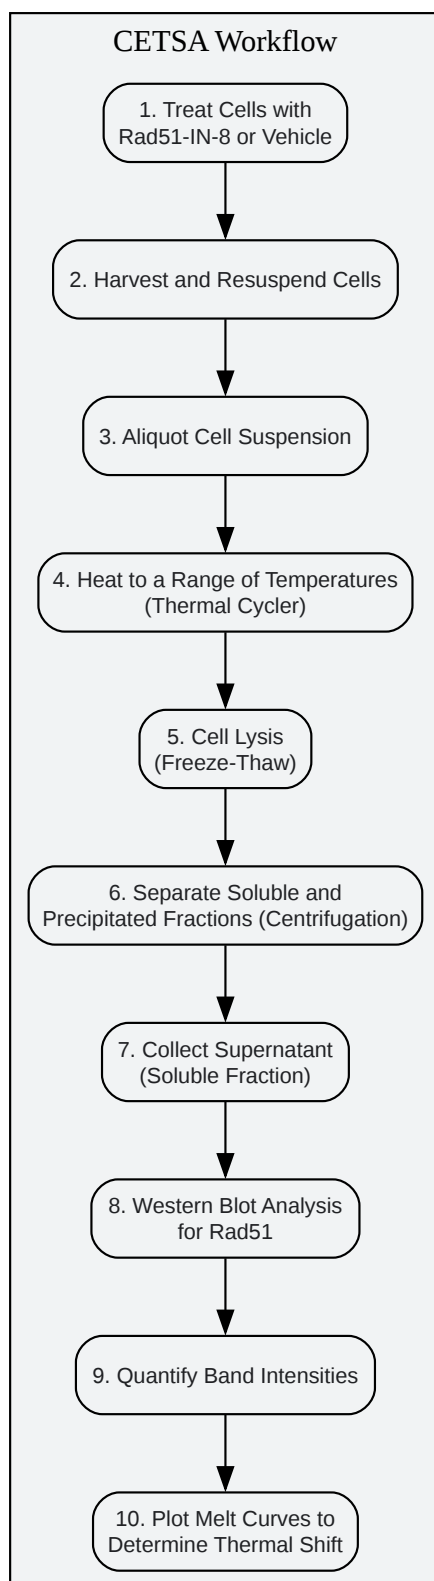 CETSA Workflow
1. Treat Cells with
Rad51-IN-8 or Vehicle
2. Harvest and Resuspend Cells
3. Aliquot Cell Suspension
4. Heat to a Range of Temperatures
(Thermal Cycler)
5. Cell Lysis
(Freeze-Thaw)
6. Separate Soluble and
Precipitated Fractions (Centrifugation)
7. Collect Supernatant
(Soluble Fraction)
8. Western Blot Analysis
for Rad51
9. Quantify Band Intensities
10. Plot Melt Curves to
Determine Thermal Shift